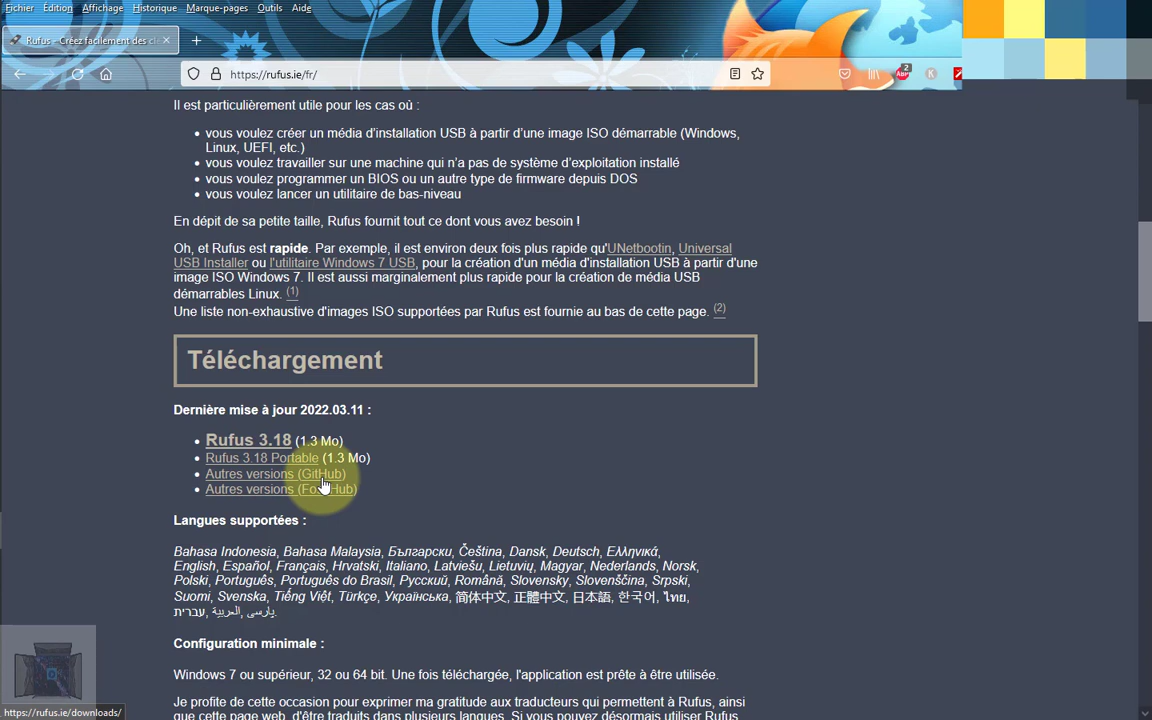 Fichier Édition Affichage Historique Marque-pages Outils Aide
Rufus - Créez facilement des cl
https://rufus.ie/fr/
2
Il est particulièrement utile pour les cas où :
vous voulez créer un média d'installation USB à partir d'une image ISO démarrable (Windows,
Linux, UEFI, etc.)
vous voulez travailler sur une machine qui n'a pas de système d'exploitation installé
vous voulez programmer un BIOS ou un autre type de firmware depuis DOS
vous voulez lancer un utilitaire de bas-niveau
En dépit de sa petite taille, Rufus fournit tout ce dont vous avez besoin !
Oh, et Rufus est rapide. Par exemple, il est environ deux fois plus rapide qu'UNetbootin, Universal
USB Installer ou l'utilitaire Windows 7 USB, pour la création d'un média d'installation USB à partir d'une
image ISO Windows 7. Il est aussi marginalement plus rapide pour la création de média USB
démarrables Linux. (1)
Une liste non-exhaustive d'images ISO supportées par Rufus est fournie au bas de cette page. (2)
Téléchargement
Dernière mise à jour 2022.03.11 :
Rufus 3.18 (1.3 Mo)
Rufus 3.18 Portable (1.3 Mo)
Autres versions (GitHub)
Autres versions (FossHub)
Langues supportées :
Bahasa Indonesia, Bahasa Malaysia, Български, Čeština, Dansk, Deutsch, Ελληνικά,
English, Español, Français, Hrvatski, Italiano, Latviešu, Lietuvių, Magyar, Nederlands, Norsk,
Polski, Português, Português do Brasil, Русский, Română, Slovensky, Slovenščina, Srpski,
Suomi, Svenska, Tiếng Việt, Türkçe, Українська, 简体中文, 正體中文, 日本語, 한국어, ไทย,
עברית, العربية, پارسی.
Configuration minimale :
Windows 7 ou supérieur, 32 ou 64 bit. Une fois téléchargée, l'application est prête à être utilisée.
Je profite de cette occasion pour exprimer ma gratitude aux traducteurs qui permettent à Rufus, ainsi
que cette page web, d'être traduits dans plusieurs langues. Si vous pouvez désormais utiliser Rufus
https://rufus.ie/downloads/